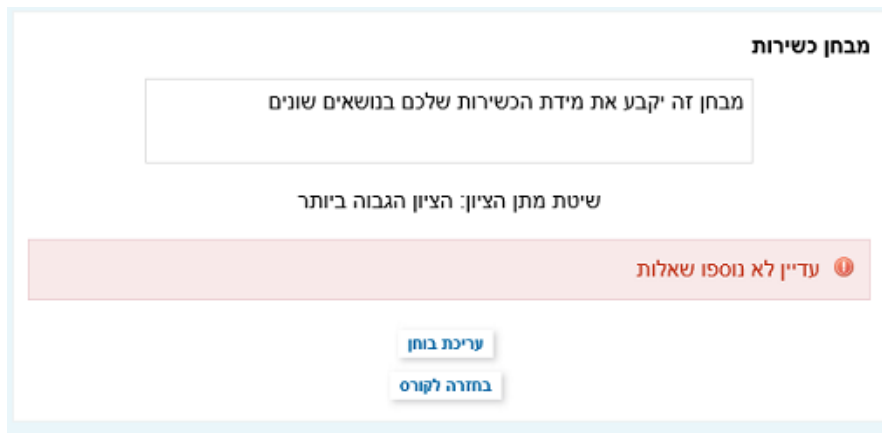 מבחן כשירות
מבחן זה יקבע את מידת הכשירות שלכם בנושאים שונים
שיטת מתן הציון: הציון הגבוה ביותר
עדיין לא נוספו שאלות
עריכת בוחן
בחזרה לקורס